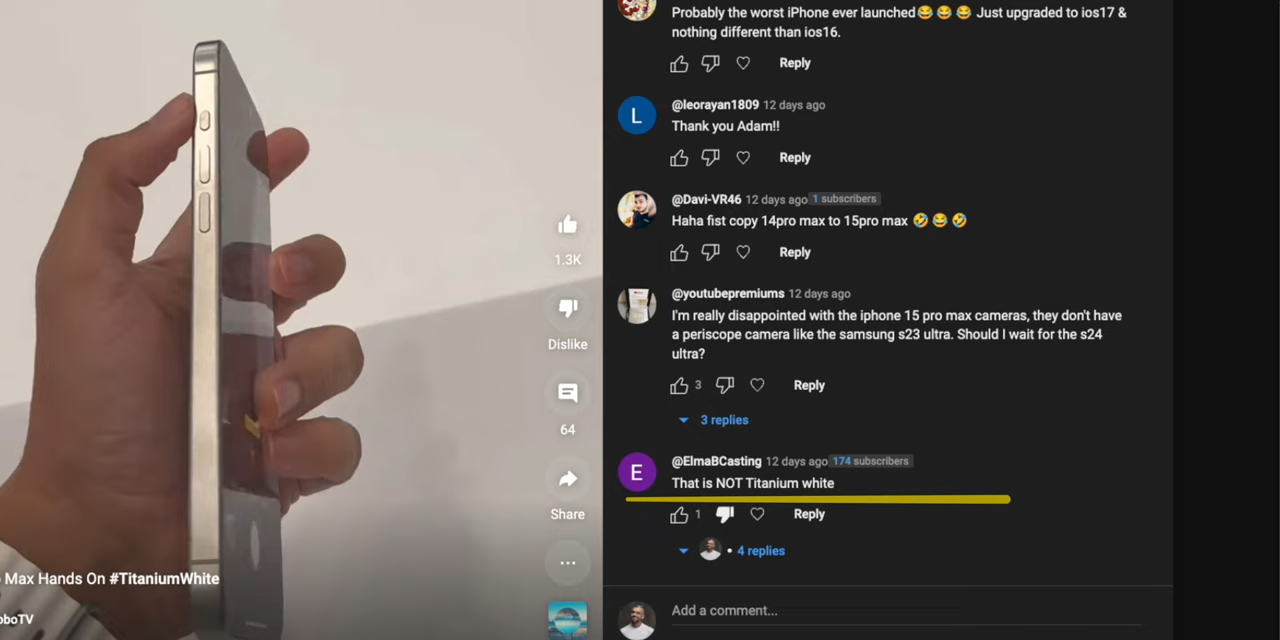 Probably the worst iPhone ever launched😂 😂 😂 Just upgraded to ios17 &
nothing different than ios16.
Reply
L
@leorayan1809 12 days ago
Thank you Adam!!
Reply
@Davi-VR46 12 days ago 1 subscribers
Haha fist copy 14pro max to 15pro max 🤣 😂 🤣
Reply
@youtubepremiums 12 days ago
I'm really disappointed with the iphone 15 pro max cameras, they don't have
a periscope camera like the samsung s23 ultra. Should I wait for the s24
ultra?
3
Reply
3 replies
E
@ElmaBCasting 12 days ago 174 subscribers
That is NOT Titanium white
1
Reply
• 4 replies
Add a comment...
1.3K
Dislike
64
Share
Max Hands On #TitaniumWhite
oboTV